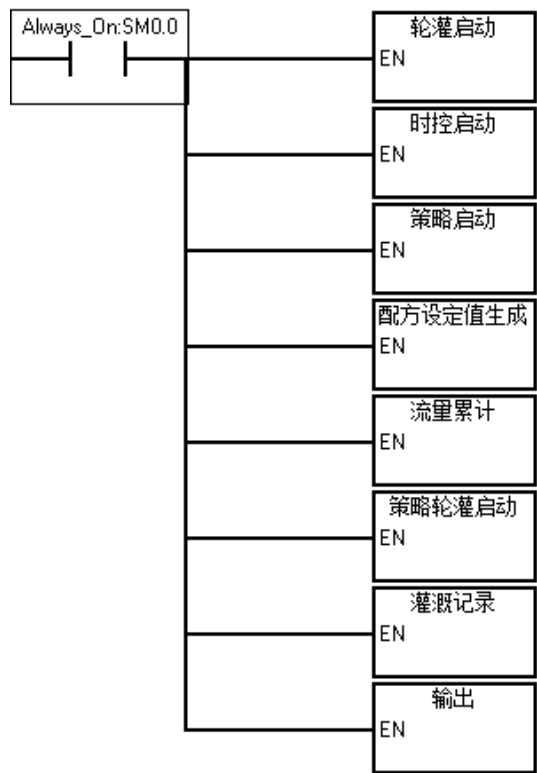 Always_On:SM0.0
轮灌启动
EN
时控启动
EN
策略启动
EN
配方设定值生成
EN
流量累计
EN
策略轮灌启动
EN
灌溉记录
EN
输出
EN